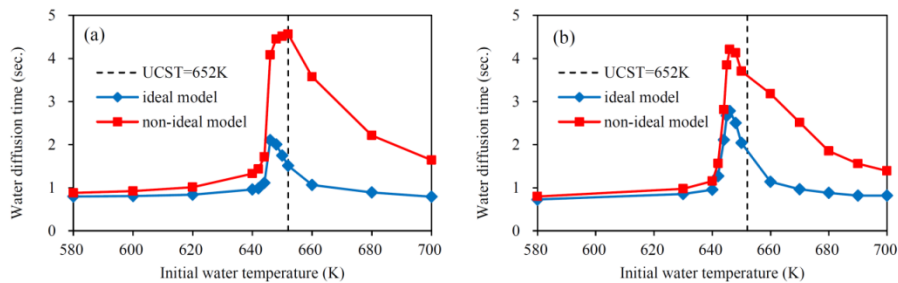 (a)
Water diffusion time (sec.)
5
4
3
2
1
0
UCST=652K
ideal model
non-ideal model
580 600 620 640 660 680 700
Initial water temperature (K)
(b)
Water diffusion time (sec.)
5
4
3
2
1
0
UCST=652K
ideal model
non-ideal model
580 600 620 640 660 680 700
Initial water temperature (K)